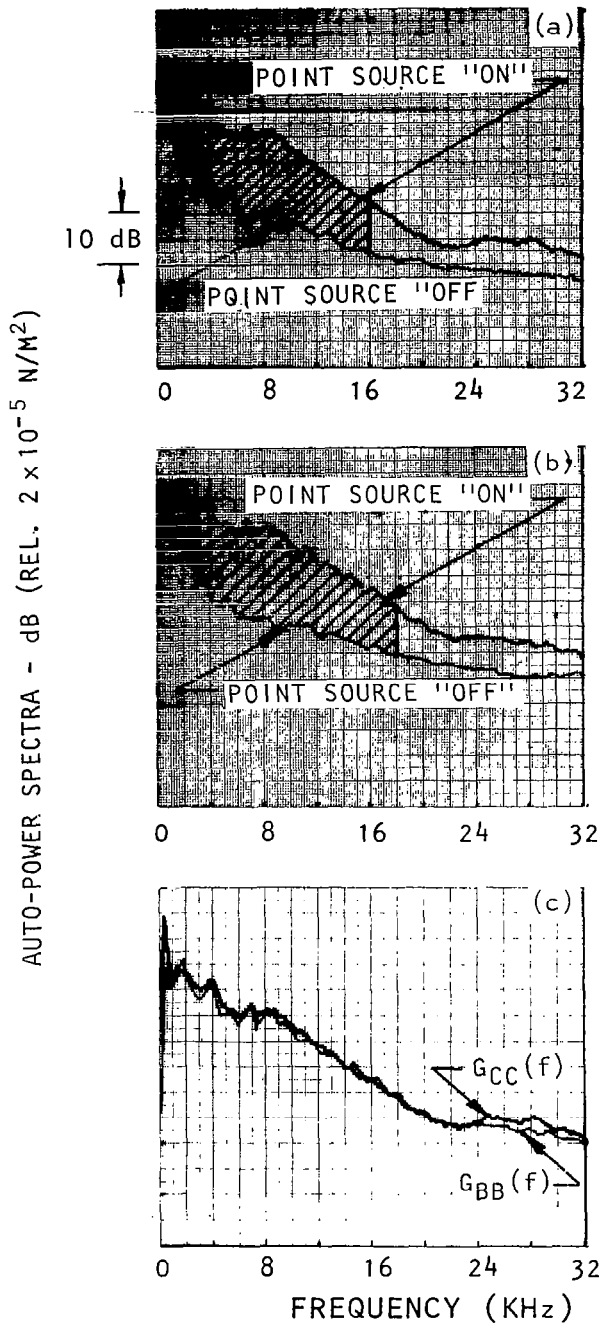 (a)
POINT SOURCE "ON"
10 dB
POINT SOURCE "OFF
0 8 16 24 32
(b)
POINT SOURCE "ON"
POINT SOURCE "OFF"
0 8 16 24 32
AUTO-POWER SPECTRA - dB (REL. 2 x 10⁻⁵ N/M²)
(c)
GCC(f)
GBB(f)
0 8 16 24 32
FREQUENCY (KHz)